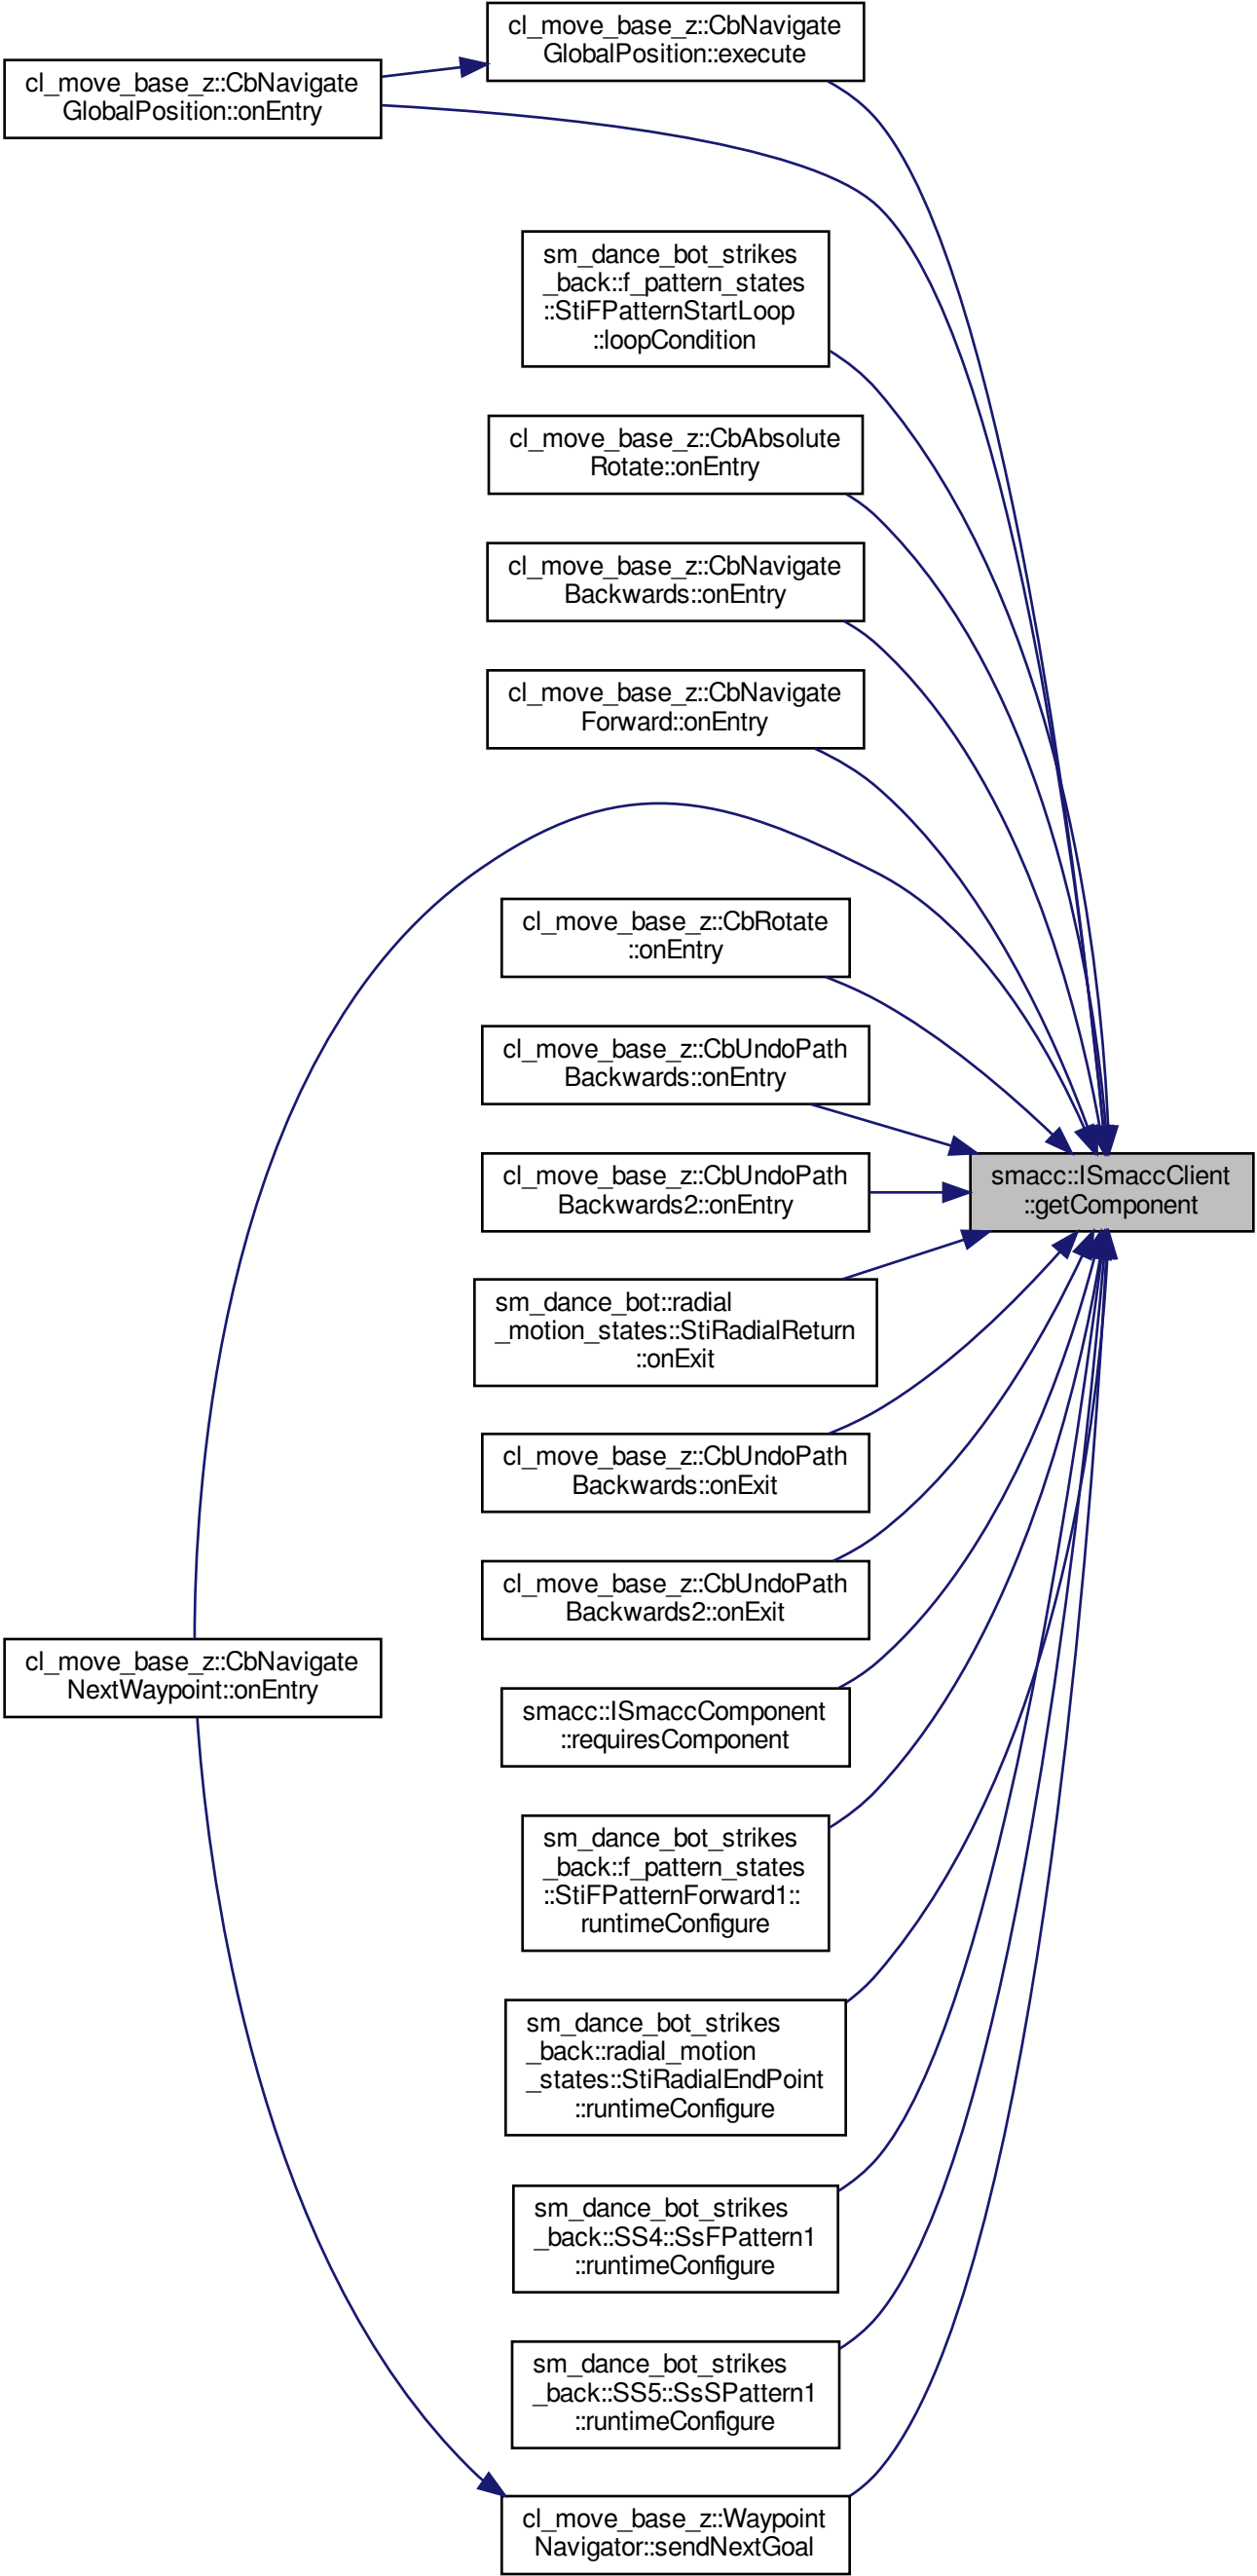 cl_move_base_z::CbNavigate
GlobalPosition::execute
cl_move_base_z::CbNavigate
GlobalPosition::onEntry
sm_dance_bot_strikes
_back::f_pattern_states
::StiFPatternStartLoop
::loopCondition
cl_move_base_z::CbAbsolute
Rotate::onEntry
cl_move_base_z::CbNavigate
Backwards::onEntry
cl_move_base_z::CbNavigate
Forward::onEntry
cl_move_base_z::CbRotate
::onEntry
cl_move_base_z::CbUndoPath
Backwards::onEntry
cl_move_base_z::CbUndoPath
Backwards2::onEntry
smacc::ISmaccClient
::getComponent
sm_dance_bot::radial
_motion_states::StiRadialReturn
::onExit
cl_move_base_z::CbUndoPath
Backwards::onExit
cl_move_base_z::CbUndoPath
Backwards2::onExit
cl_move_base_z::CbNavigate
NextWaypoint::onEntry
smacc::ISmaccComponent
::requiresComponent
sm_dance_bot_strikes
_back::f_pattern_states
::StiFPatternForward1::
runtimeConfigure
sm_dance_bot_strikes
_back::radial_motion
_states::StiRadialEndPoint
::runtimeConfigure
sm_dance_bot_strikes
_back::SS4::SsFPattern1
::runtimeConfigure
sm_dance_bot_strikes
_back::SS5::SsSPattern1
::runtimeConfigure
cl_move_base_z::Waypoint
Navigator::sendNextGoal